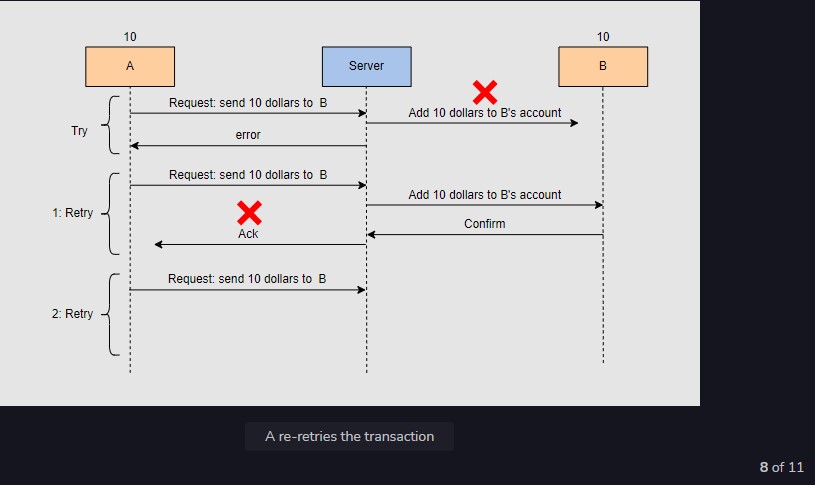 10
10
A
Server
B
Request: send 10 dollars to B
Add 10 dollars to B's account
Try
error
Request: send 10 dollars to B
Add 10 dollars to B's account
1: Retry
Confirm
Ack
Request: send 10 dollars to B
2: Retry
A re-retries the transaction
8 of 11